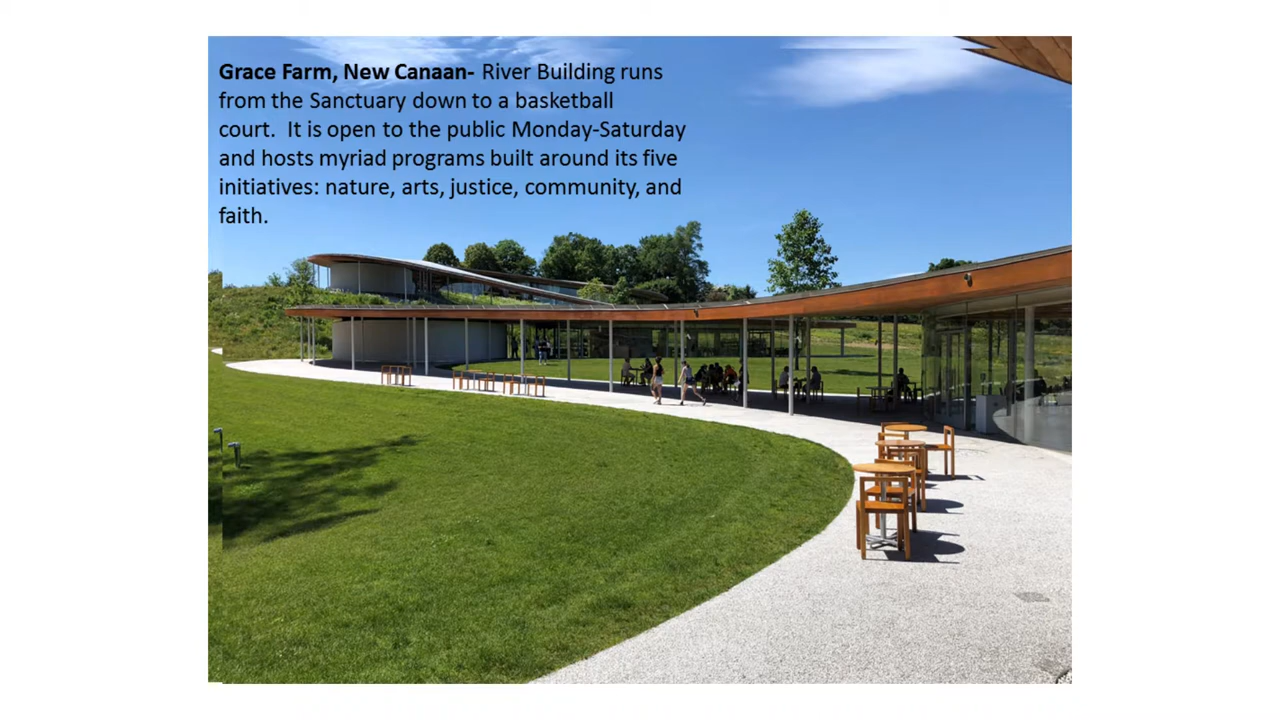 Grace Farm, New Canaan- River Building runs
from the Sanctuary down to a basketball
court.  It is open to the public Monday-Saturday
and hosts myriad programs built around its five
initiatives: nature, arts, justice, community, and
faith.